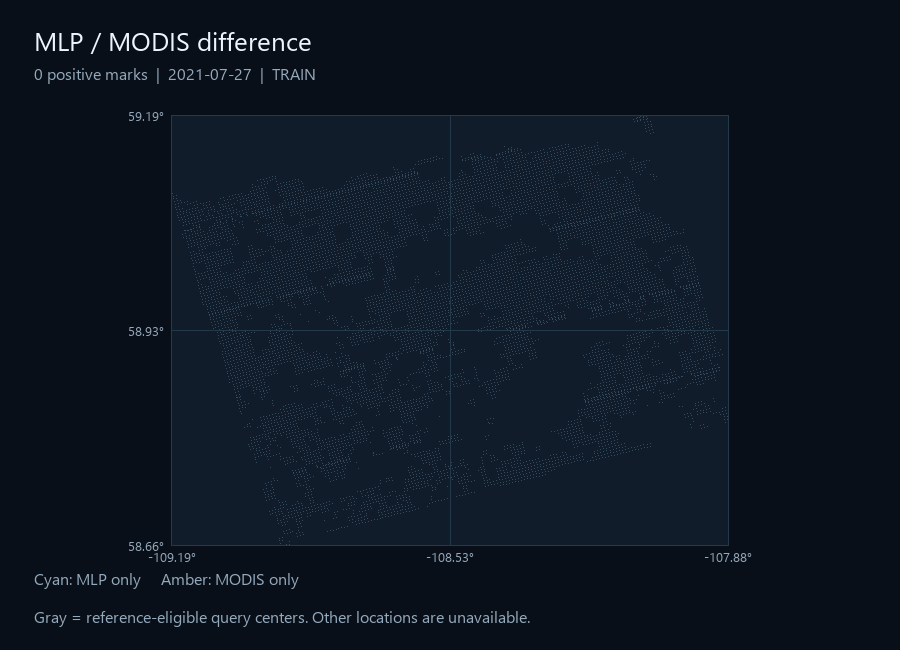 MLP / MODIS difference
0 positive marks | 2021-07-27 | TRAIN
59.19°
58.93°
58.66°
-109.19° -108.53° -107.88°
Cyan: MLP only Amber: MODIS only
Gray = reference-eligible query centers. Other locations are unavailable.